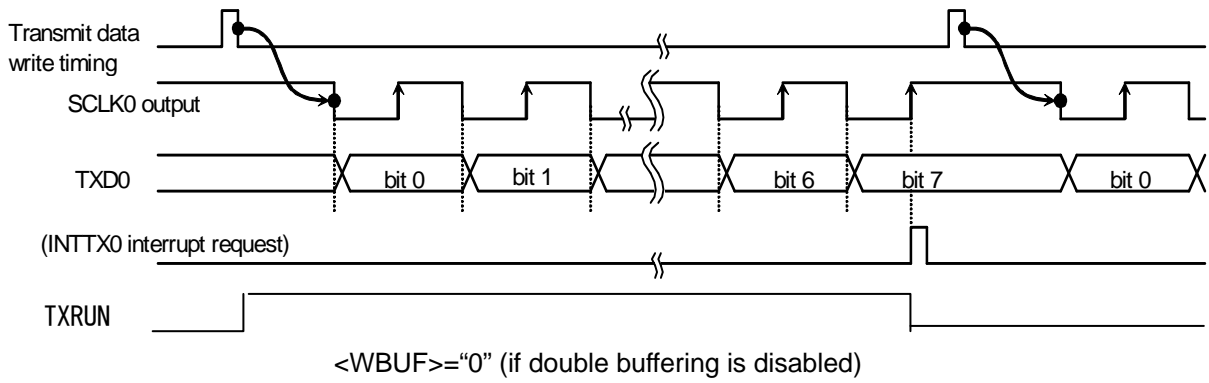 Transmit data
write timing
SCLK0 output
TXD0
bit 0
bit 1
bit 6
bit 7
bit 0
(INTTX0 interrupt request)
TXRUN
<WBUF>=“0” (if double buffering is disabled)